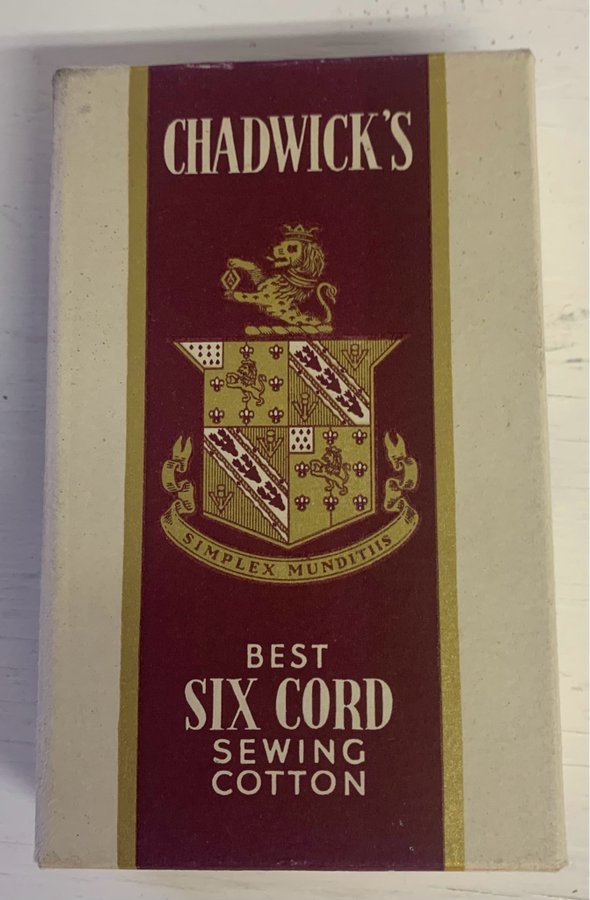 CHADWICK'S
SIMPLEX MUNDITIIS
BEST
SIX CORD
SEWING
COTTON